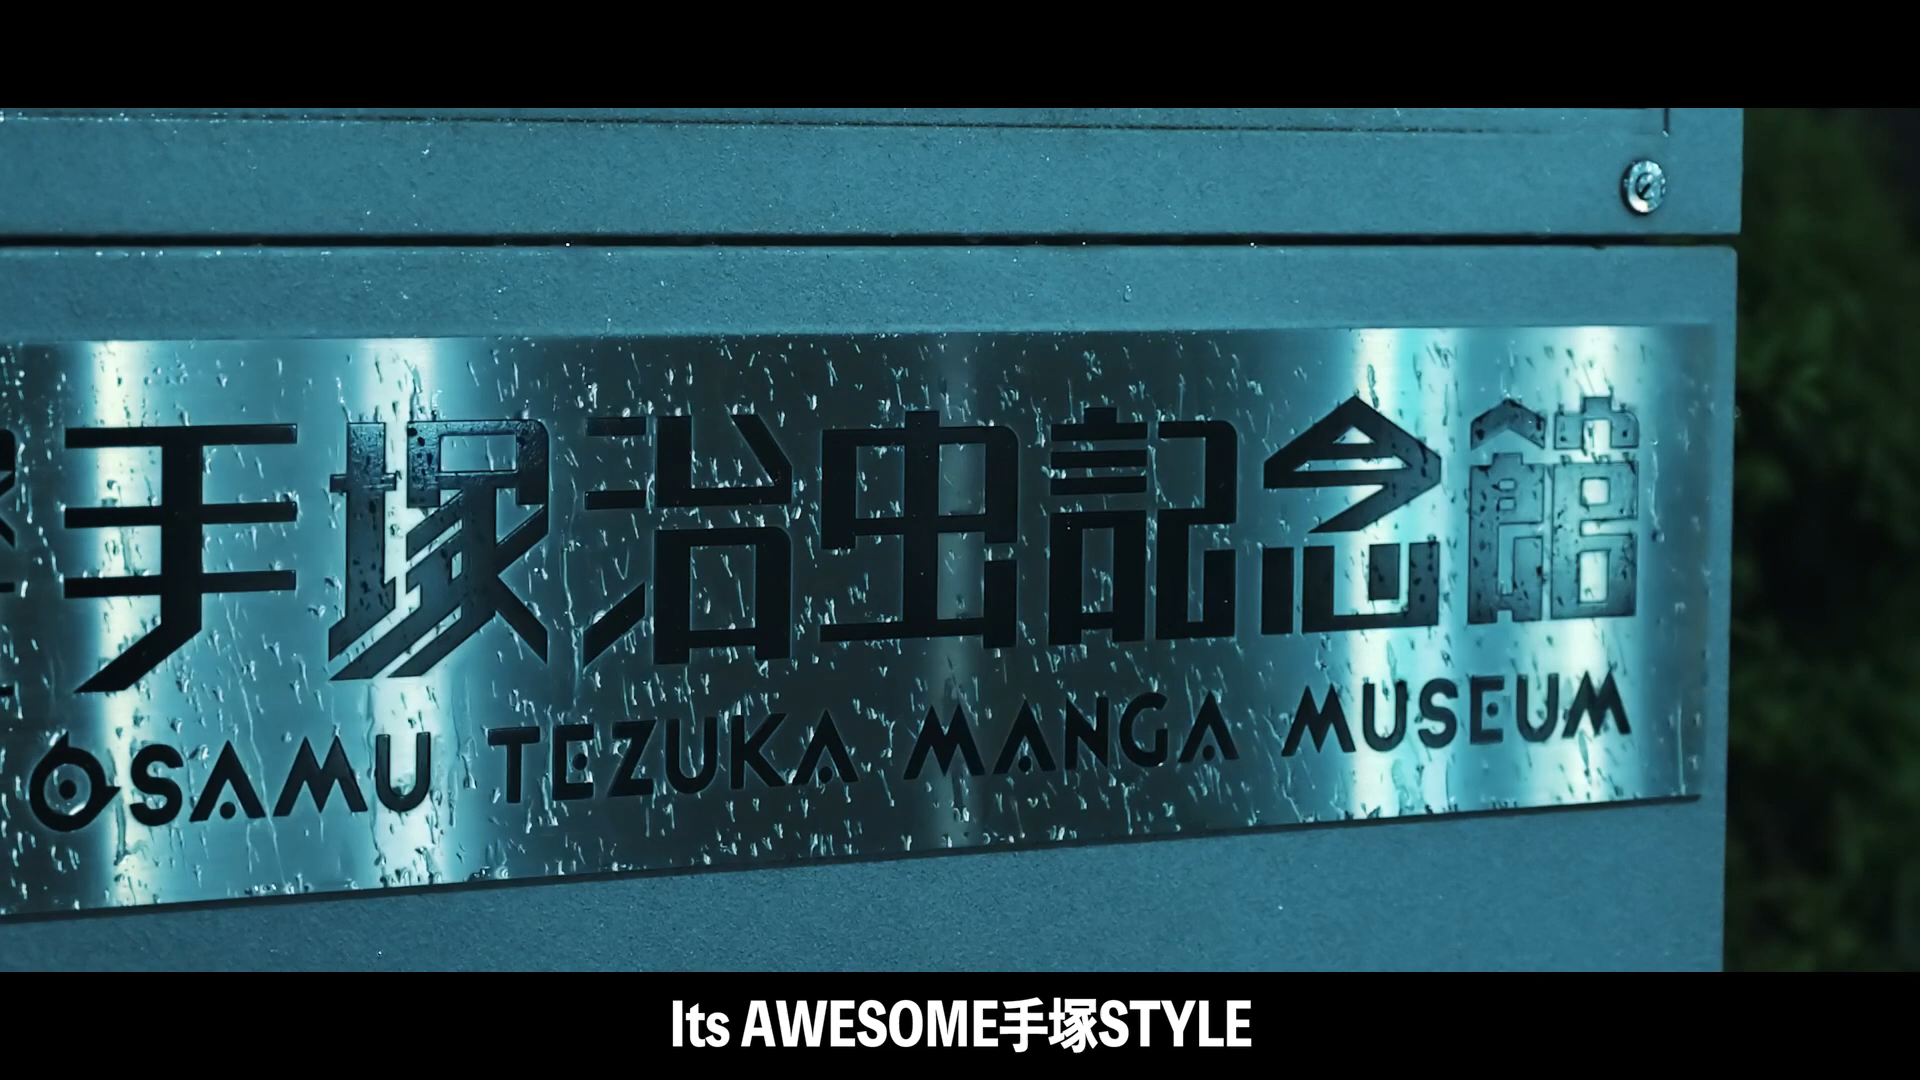 手塚治虫記念館
OSAMU TEZUKA MANGA MUSEUM
Its AWESOME手塚STYLE